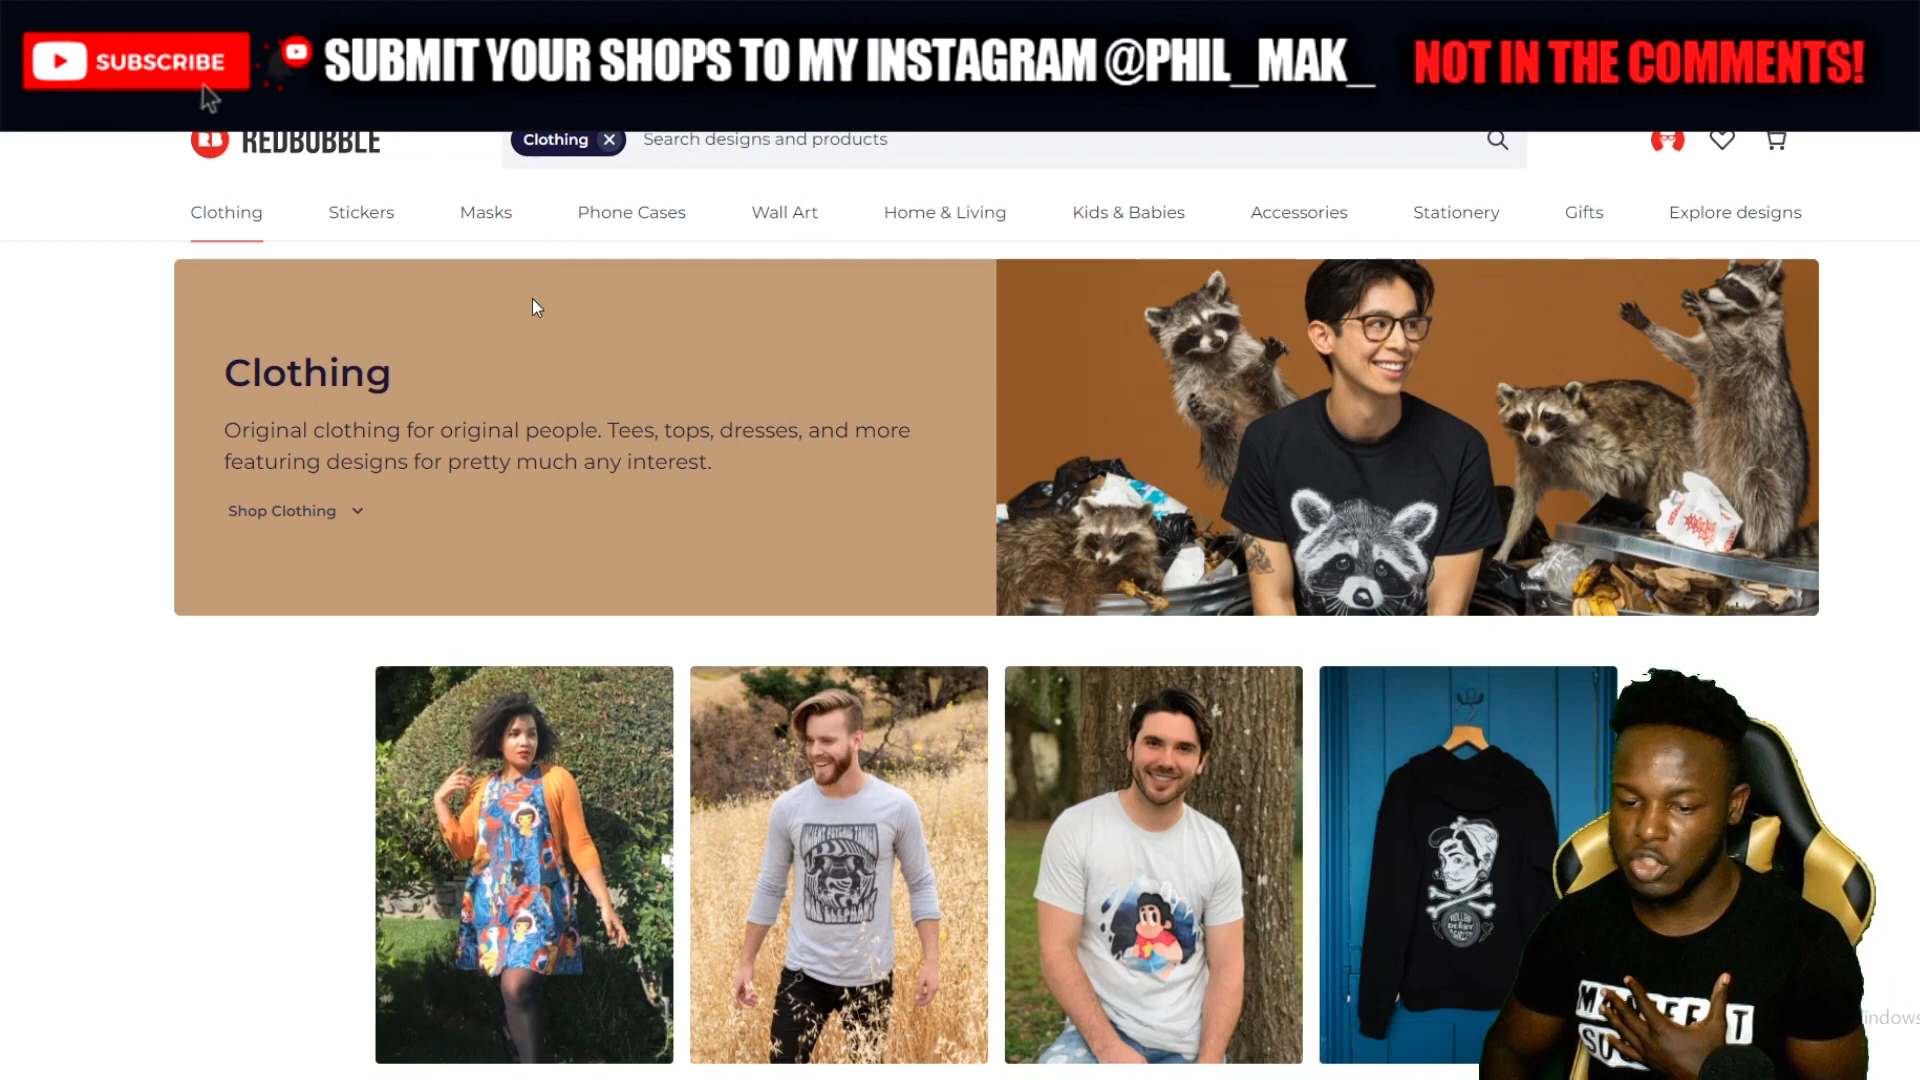 SUBSCRIBE
SUBMIT YOUR SHOPS TO MY INSTAGRAM @PHIL_MAK_ NOT IN THE COMMENTS!
RB REDBUBBLE
Clothing × Search designs and products
Clothing Stickers Masks Phone Cases Wall Art Home & Living Kids & Babies Accessories Stationery Gifts Explore designs
Clothing
Original clothing for original people. Tees, tops, dresses, and more
featuring designs for pretty much any interest.
Shop Clothing
DERBY